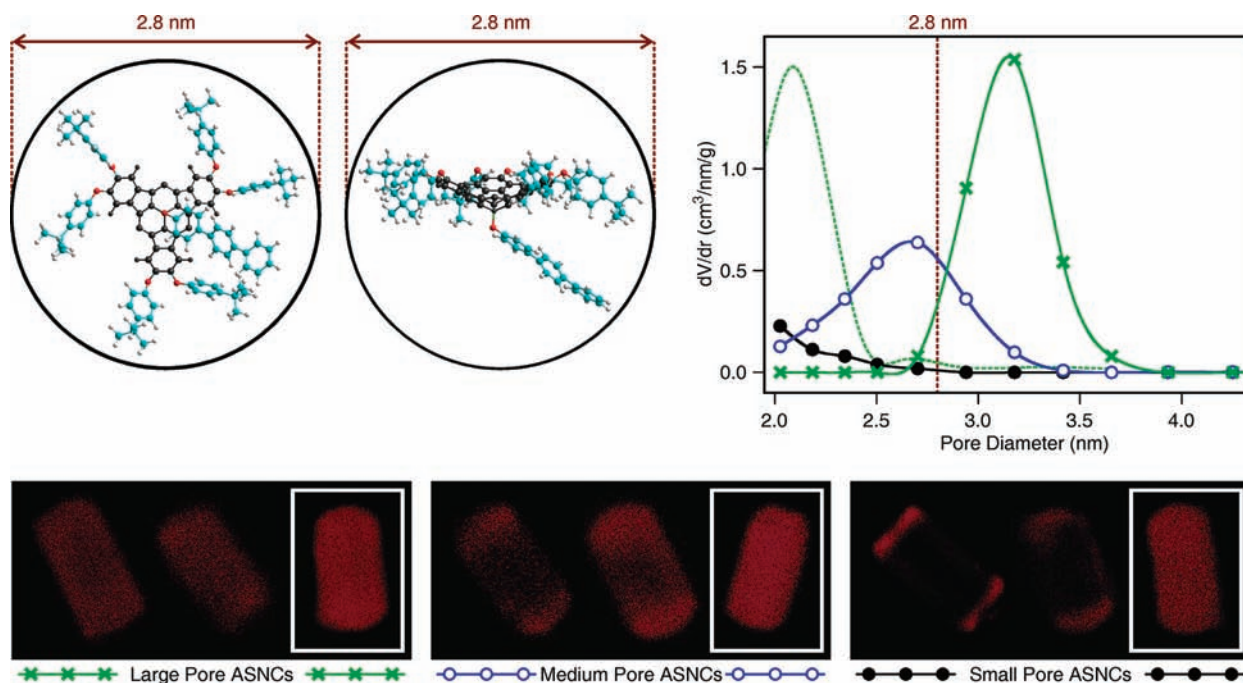 2.8 nm
2.8 nm
2.8 nm
dV/dr (cm³/nm/g)
1.5
1.0
0.5
0.0
2.0 2.5 3.0 3.5 4.0
Pore Diameter (nm)
Large Pore ASNCs
Medium Pore ASNCs
Small Pore ASNCs